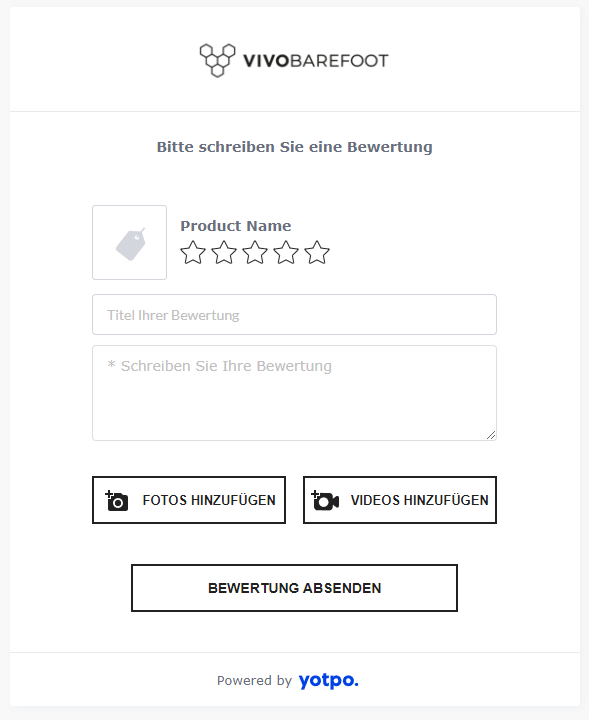 VIVOBAREFOOT
Bitte schreiben Sie eine Bewertung
Product Name
Titel Ihrer Bewertung
* Schreiben Sie Ihre Bewertung
FOTOS HINZUFÜGEN
VIDEOS HINZUFÜGEN
BEWERTUNG ABSENDEN
Powered by yotpo.